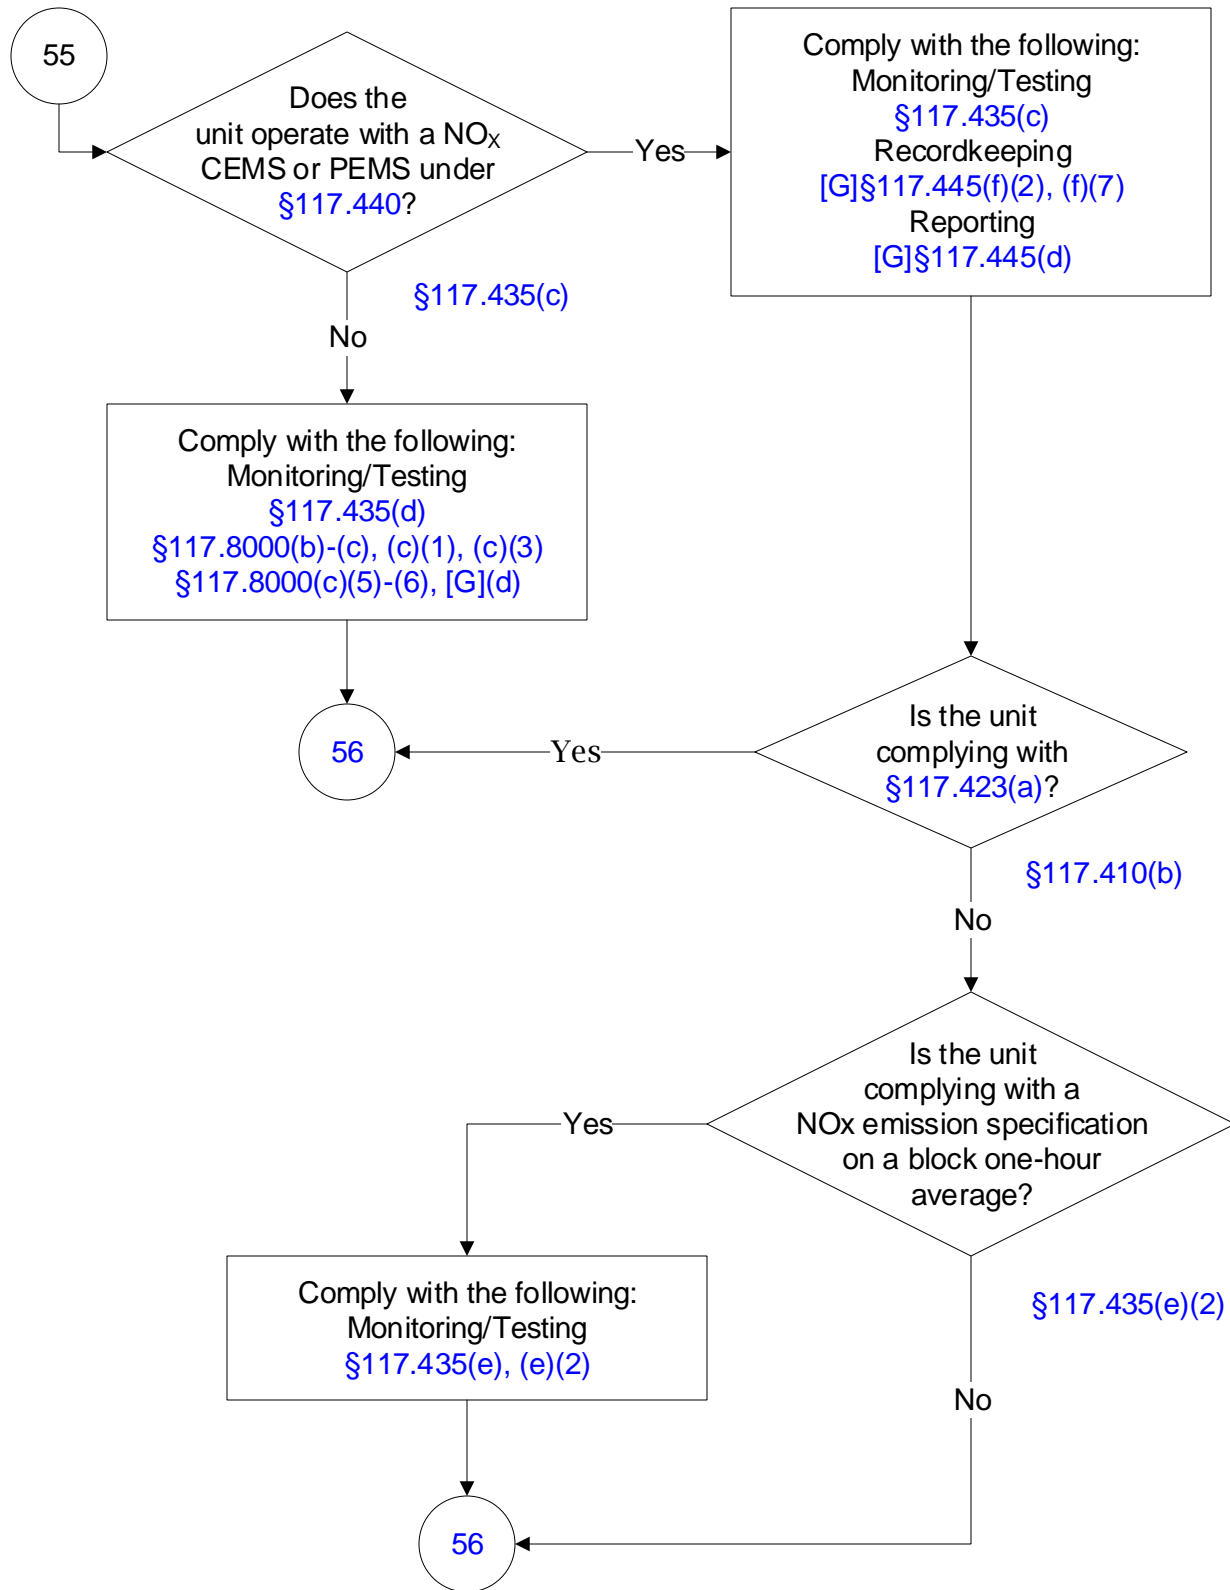 55
Does the
unit operate with a NOX
CEMS or PEMS under
§117.440?
Yes
Comply with the following:
Monitoring/Testing
§117.435(c)
Recordkeeping
[G]§117.445(f)(2), (f)(7)
Reporting
[G]§117.445(d)
§117.435(c)
No
Comply with the following:
Monitoring/Testing
§117.435(d)
§117.8000(b)-(c), (c)(1), (c)(3)
§117.8000(c)(5)-(6), [G](d)
56
Yes
Is the unit
complying with
§117.423(a)?
§117.410(b)
No
Is the unit
complying with a
NOx emission specification
on a block one-hour
average?
Yes
Comply with the following:
Monitoring/Testing
§117.435(e), (e)(2)
§117.435(e)(2)
No
56